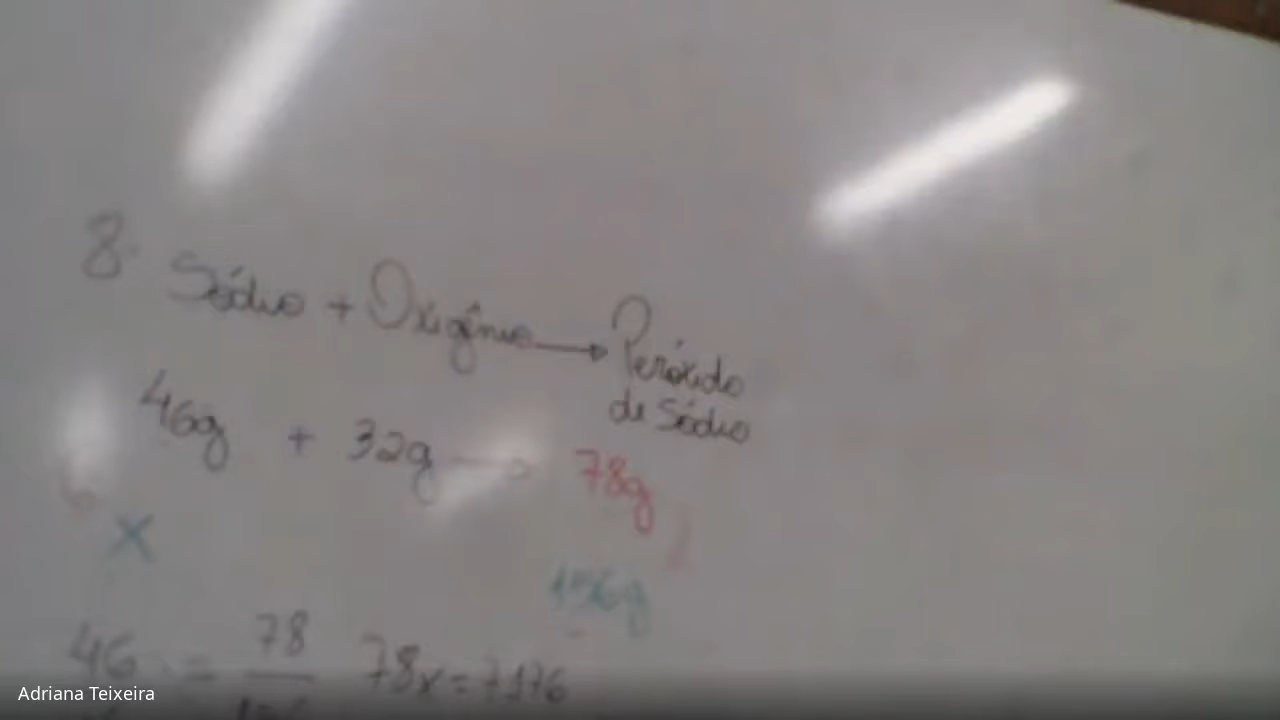 8. Sódio + Oxigênio → Peróxido
de Sódio
46g + 32g → 78g
x 156g
46 = 78 78x = 7176
Adriana Teixeira